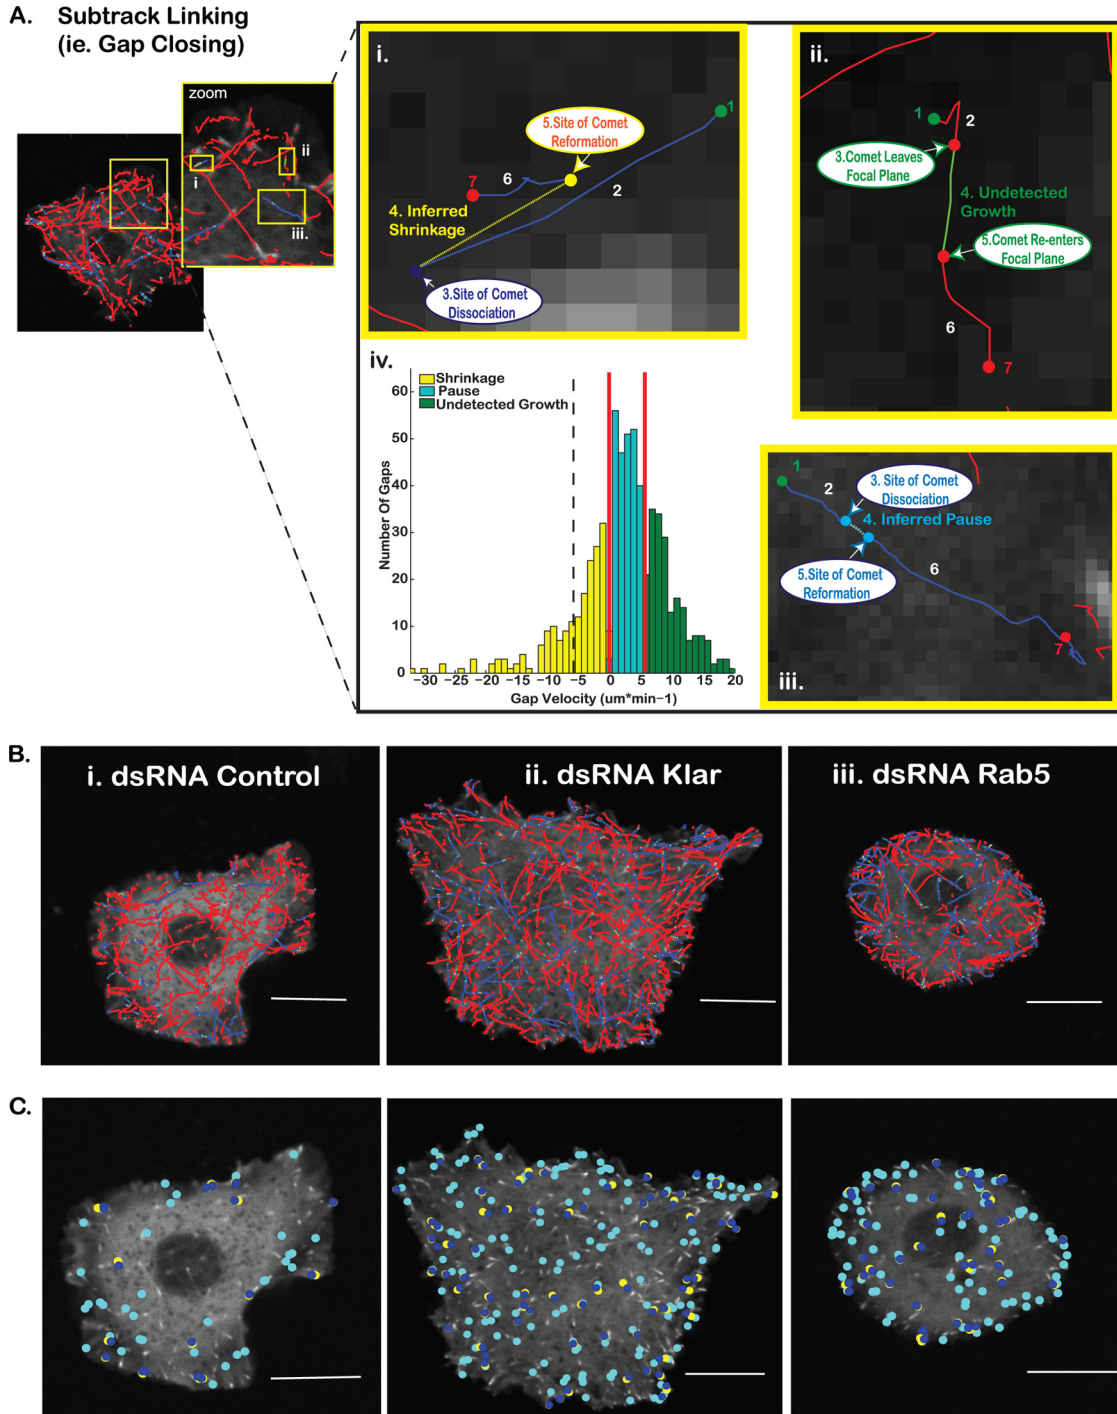 A.
Subtrack Linking
(ie. Gap Closing)
zoom
i
ii
iii.
i.
1
5.Site of Comet
Reformation
7
6
2
4. Inferred
Shrinkage
3.Site of Comet
Dissociation
ii.
1
2
3.Comet Leaves
Focal Plane
4. Undetected
Growth
5.Comet Re-enters
Focal Plane
6
7
iv.
Shrinkage
Pause
Undetected Growth
Number Of Gaps
60
50
40
30
20
10
0
−30 −25 −20 −15 −10 −5 0 5 10 15 20
Gap Velocity (um*min−1)
1
2
3. Site of Comet
Dissociation
4. Inferred Pause
5.Site of Comet
Reformation
6
7
iii.
B.
i. dsRNA Control
ii. dsRNA Klar
iii. dsRNA Rab5
C.